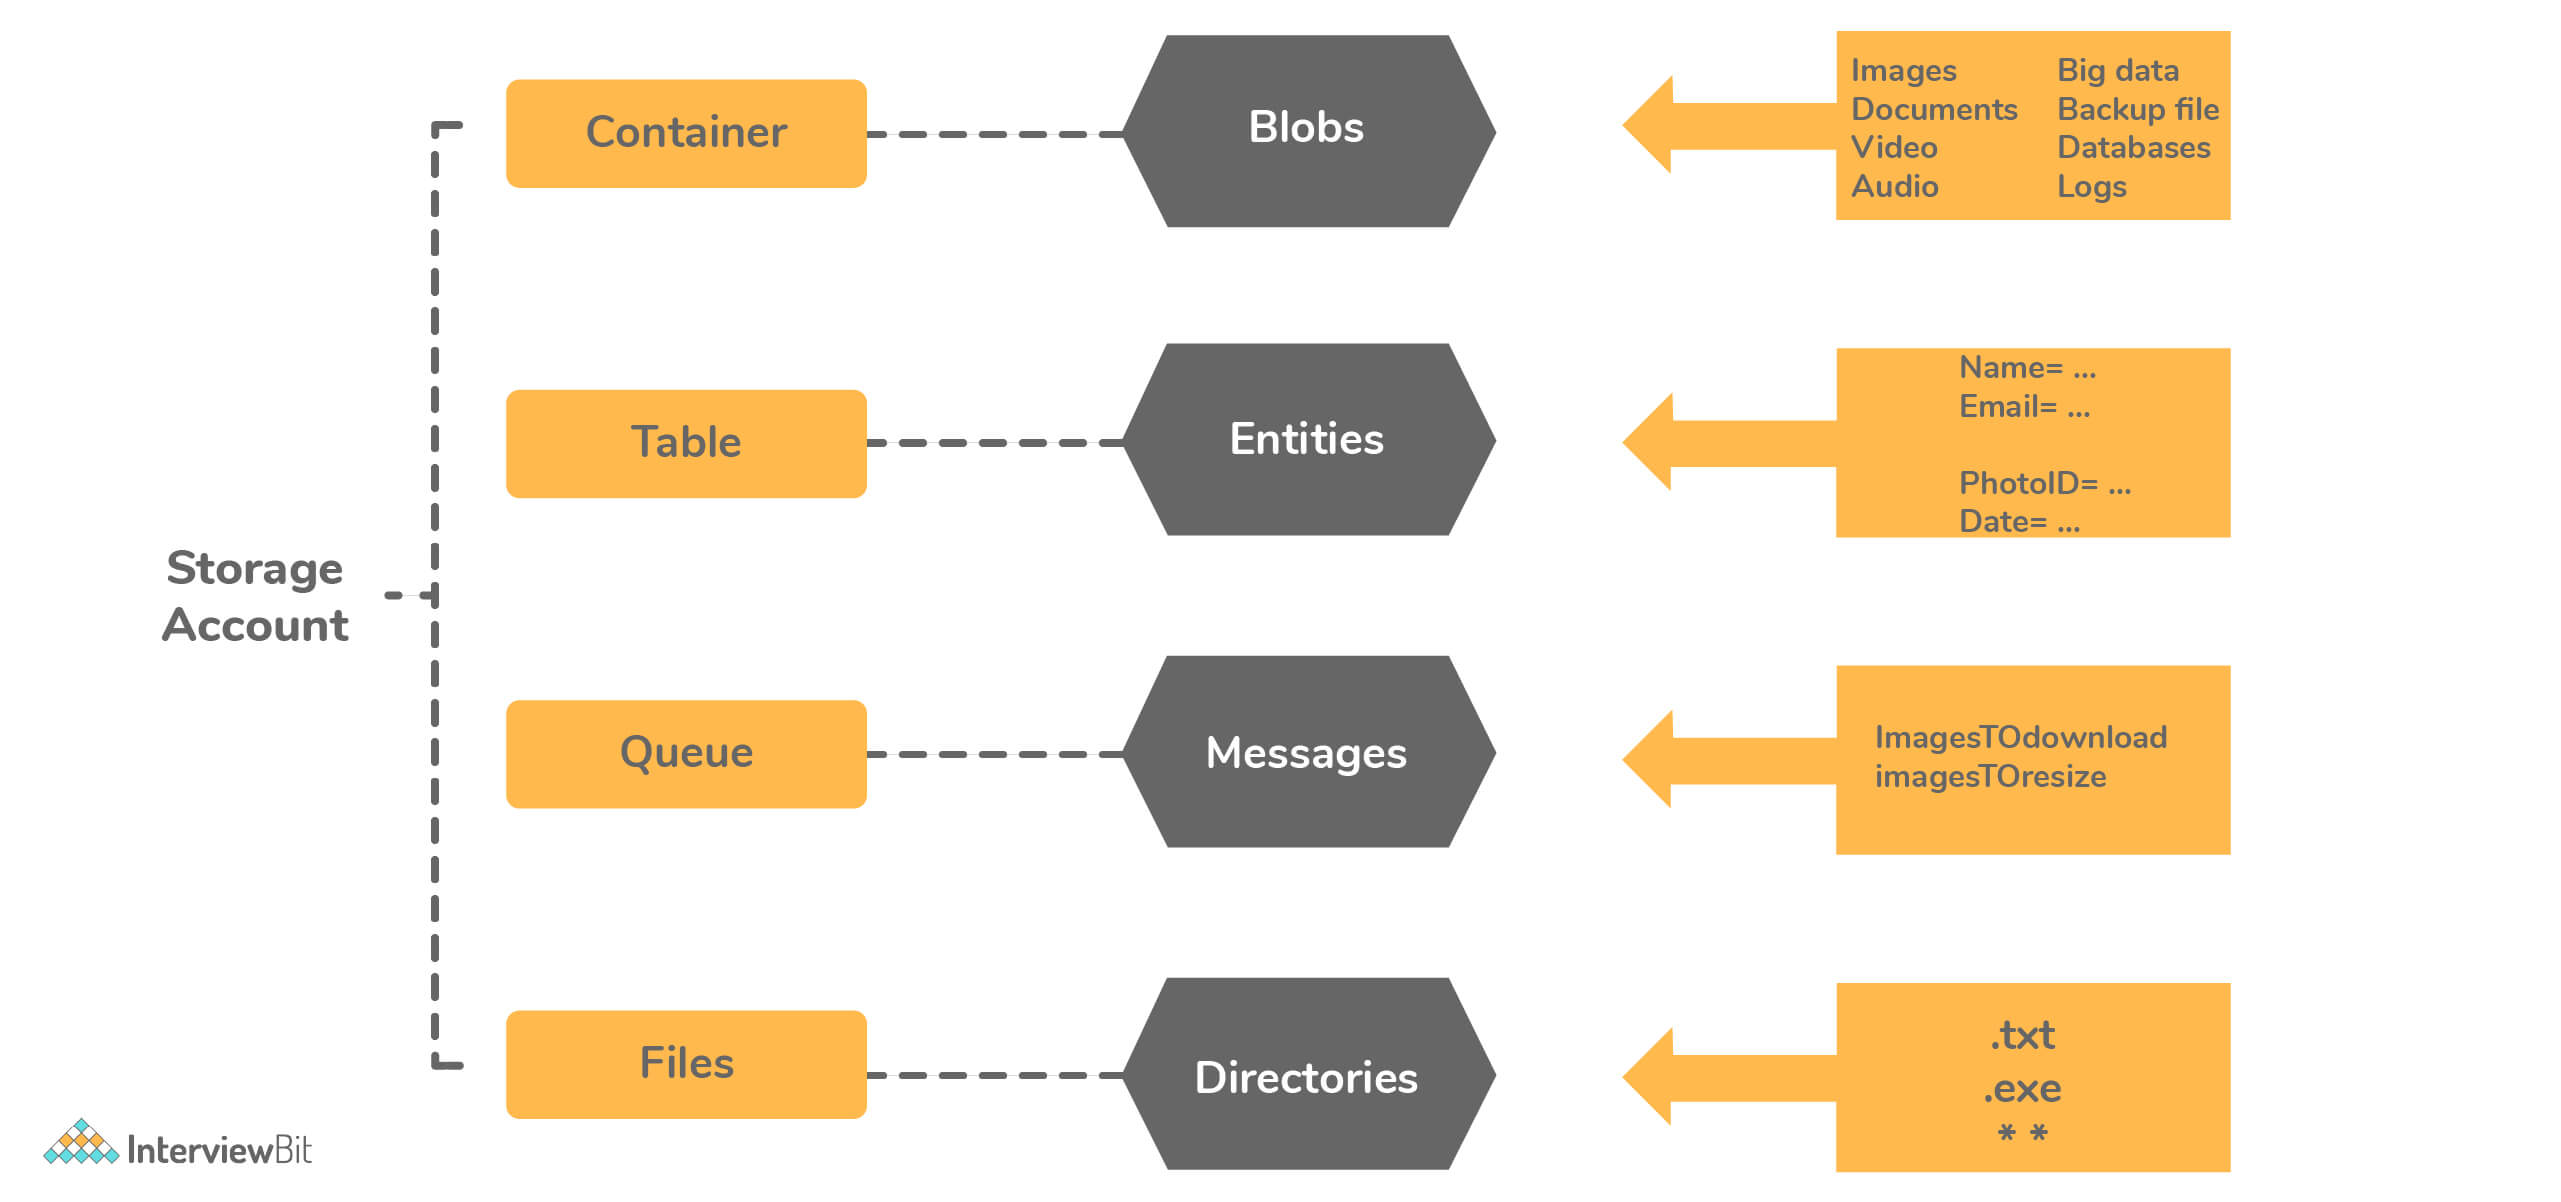 Storage
Account
Container
Blobs
Images
Documents
Video
Audio
Big data
Backup file
Databases
Logs
Table
Entities
Name= ...
Email= ...
PhotoID= ...
Date= ...
Queue
Messages
ImagesTOdownload
imagesTOresize
Files
Directories
.txt
.exe
* *
InterviewBit